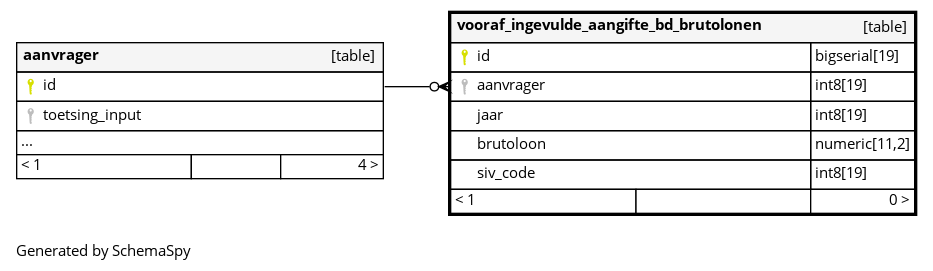 aanvrager [table]
id
toetsing_input
...
< 1 4 >
vooraf_ingevulde_aangifte_bd_brutolonen [table]
id bigserial[19]
aanvrager int8[19]
jaar int8[19]
brutoloon numeric[11,2]
siv_code int8[19]
< 1 0 >
Generated by SchemaSpy